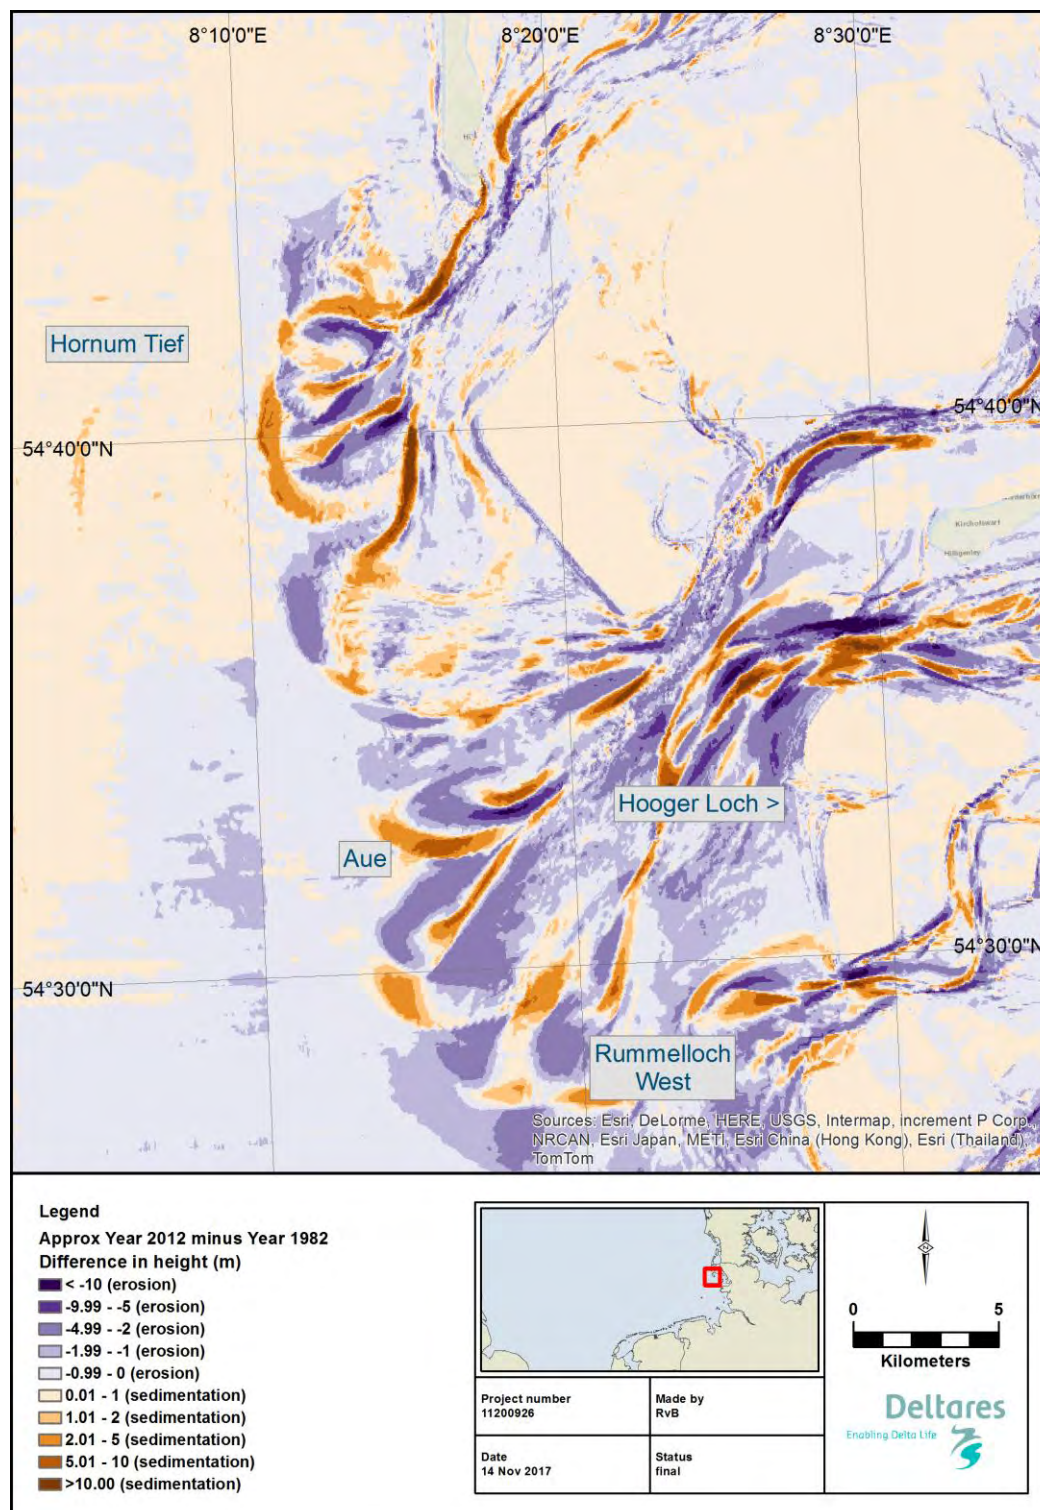 8°10'0"E
8°20'0"E
8°30'0"E
Hornum Tief
54°40'0"N
54°40'0"N
Kirchofswarf
Hooger Loch >
Aue
54°30'0"N
54°30'0"N
Rummelloch
West
Sources: Esri, DeLorme, HERE, USGS, Intermap, increment P Corp.,
NRCAN, Esri Japan, METI, Esri China (Hong Kong), Esri (Thailand),
TomTom
Legend
Approx Year 2012 minus Year 1982
Difference in height (m)
< -10 (erosion)
-9.99 - -5 (erosion)
-4.99 - -2 (erosion)
-1.99 - -1 (erosion)
-0.99 - 0 (erosion)
0.01 - 1 (sedimentation)
1.01 - 2 (sedimentation)
2.01 - 5 (sedimentation)
5.01 - 10 (sedimentation)
>10.00 (sedimentation)
Project number
11200926
Made by
RvB
Date
14 Nov 2017
Status
final
N
0 5
Kilometers
Deltares
Enabling Delta Life